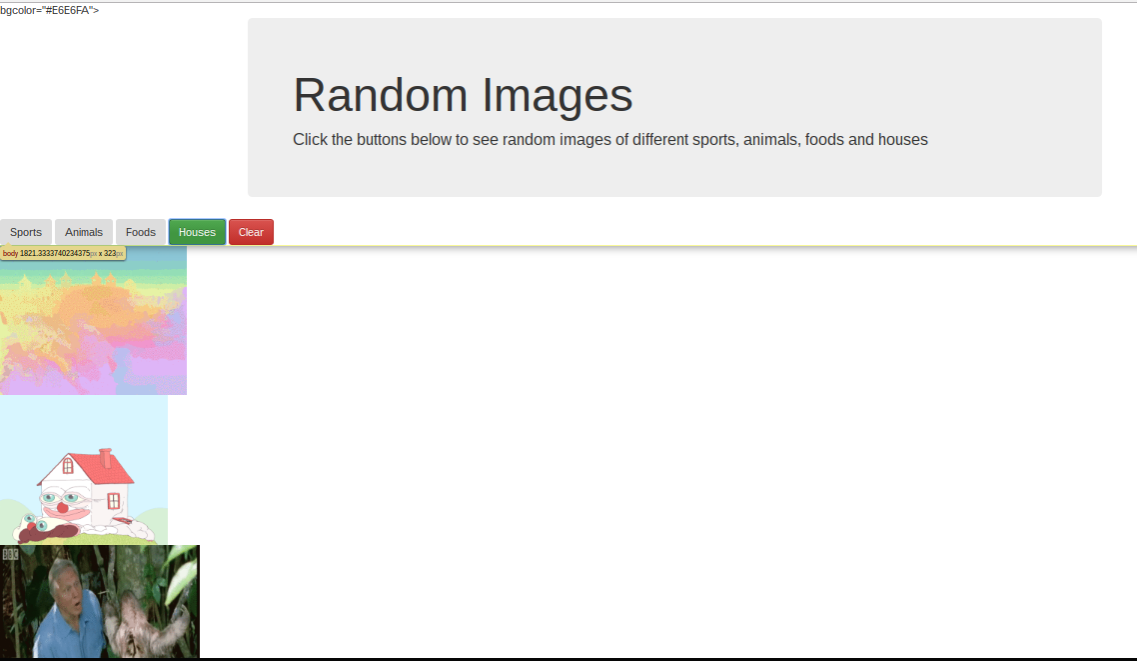 bgcolor="#E6E6FA">
Random Images
Click the buttons below to see random images of different sports, animals, foods and houses
Sports Animals Foods Houses Clear
body 1821.3333740234375px x 323px
BBC